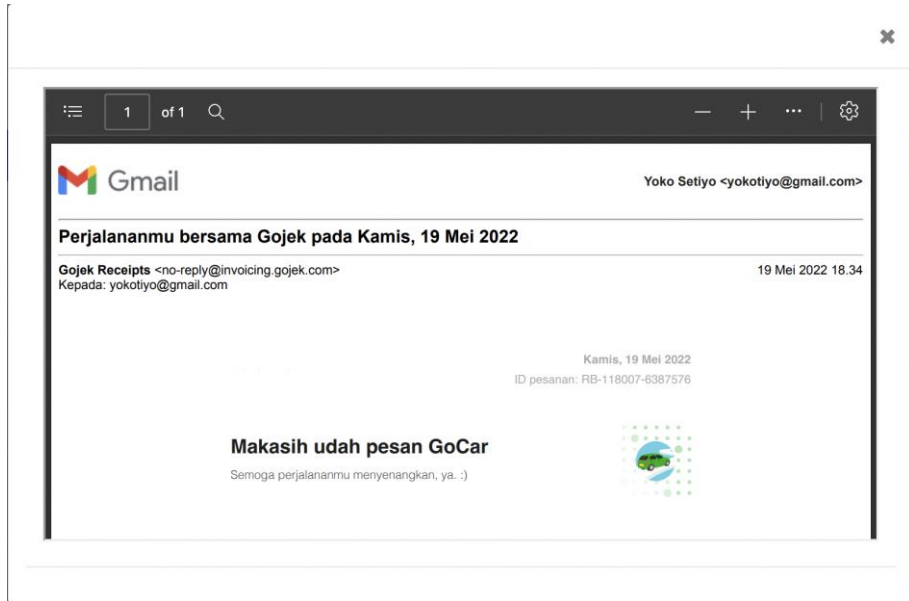 1 of 1
Gmail
Yoko Setiyo <yokotiyo@gmail.com>
Perjalananmu bersama Gojek pada Kamis, 19 Mei 2022
Gojek Receipts <no-reply@invoicing.gojek.com>
19 Mei 2022 18.34
Kepada: yokotiyo@gmail.com
Kamis, 19 Mei 2022
ID pesanan: RB-118007-6387576
Makasih udah pesan GoCar
Semoga perjalananmu menyenangkan, ya. :)